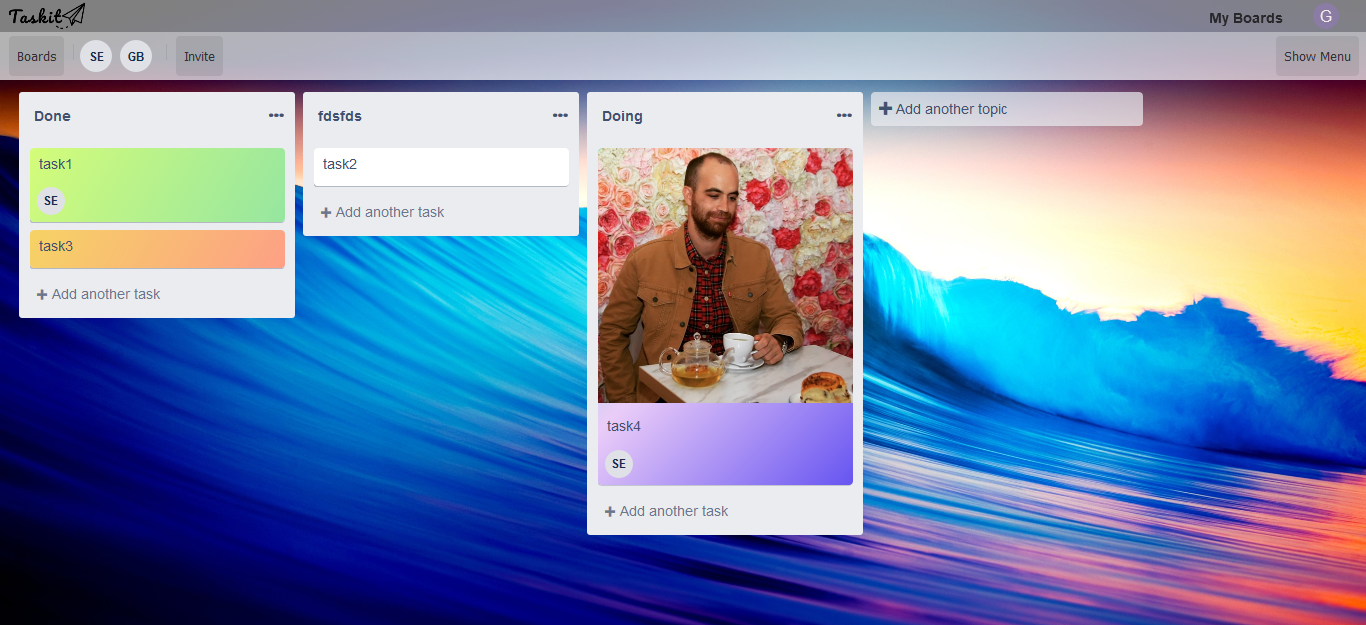 Taskit
My Boards
G
Boards
SE
GB
Invite
Show Menu
Done
•••
task1
SE
task3
Add another task
fdsfds
•••
task2
Add another task
Doing
•••
task4
SE
Add another task
Add another topic